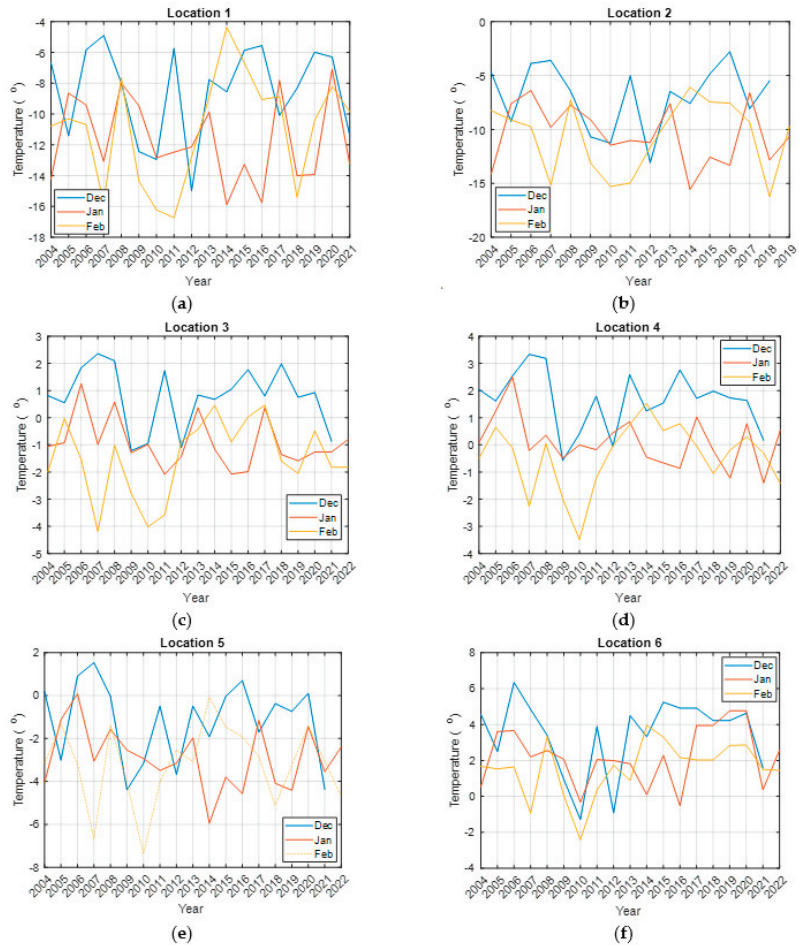 Location 1
Temperature ( °)
-4
-6
-8
-10
-12
-14
-16
-18
Dec
Jan
Feb
2004 2005 2006 2007 2008 2009 2010 2011 2012 2013 2014 2015 2016 2017 2018 2019 2020 2021
Year
(a)
Location 2
Temperature ( °)
0
-5
-10
-15
-20
Dec
Jan
Feb
2004 2005 2006 2007 2008 2009 2010 2011 2012 2013 2014 2015 2016 2017 2018 2019
Year
(b)
Location 3
Temperature ( °)
3
2
1
0
-1
-2
-3
-4
-5
Dec
Jan
Feb
2004 2005 2006 2007 2008 2009 2010 2011 2012 2013 2014 2015 2016 2017 2018 2019 2020 2021 2022
Year
(c)
Location 4
Temperature ( °)
4
3
2
1
0
-1
-2
-3
-4
Dec
Jan
Feb
2004 2005 2006 2007 2008 2009 2010 2011 2012 2013 2014 2015 2016 2017 2018 2019 2020 2021 2022
Year
(d)
Location 5
Temperature ( °)
2
0
-2
-4
-6
-8
Dec
Jan
Feb
2004 2005 2006 2007 2008 2009 2010 2011 2012 2013 2014 2015 2016 2017 2018 2019 2020 2021 2022
Year
(e)
Location 6
Temperature ( °)
8
6
4
2
0
-2
-4
Dec
Jan
Feb
2004 2005 2006 2007 2008 2009 2010 2011 2012 2013 2014 2015 2016 2017 2018 2019 2020 2021 2022
Year
(f)